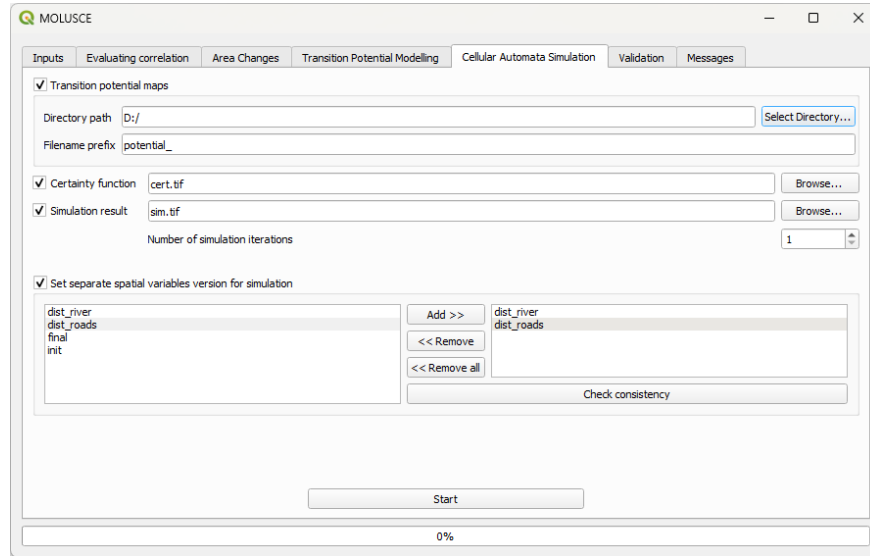 MOLUSCE
Inputs Evaluating correlation Area Changes Transition Potential Modelling Cellular Automata Simulation Validation Messages
Transition potential maps
Directory path D:/ Select Directory...
Filename prefix potential_
Certainty function cert.tif Browse...
Simulation result sim.tif Browse...
Number of simulation iterations 1
Set separate spatial variables version for simulation
dist_river Add >> dist_river
dist_roads dist_roads
final << Remove
init
<< Remove all
Check consistency
Start
0%